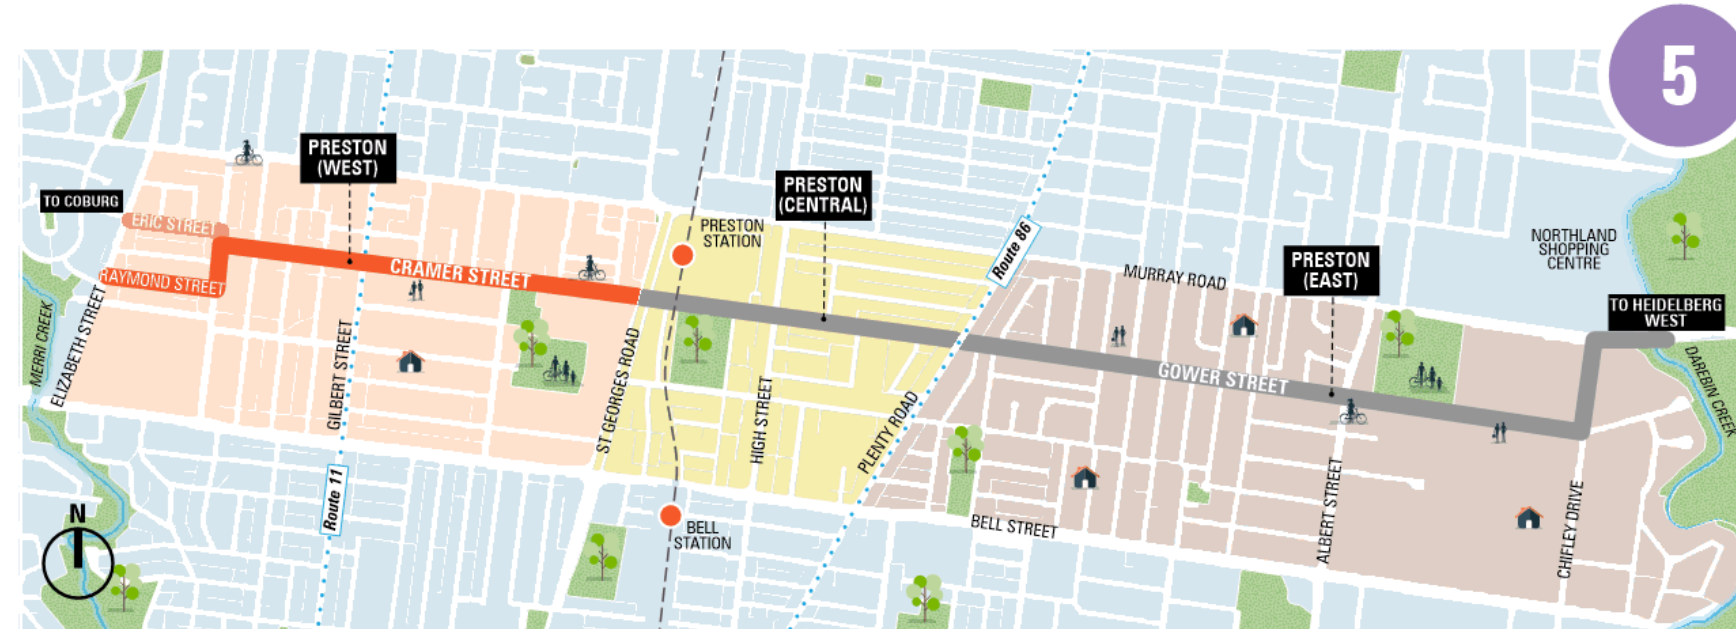 5
PRESTON
(WEST)
TO COBURG
PRESTON
(CENTRAL)
ERIC STREET
PRESTON
STATION
Route 86
NORTHLAND
SHOPPING
CENTRE
PRESTON
(EAST)
MURRAY ROAD
CRAMER STREET
RAYMOND STREET
TO HEIDELBERG
WEST
MERRI CREEK
ELIZABETH STREET
GILBERT STREET
ST GEORGES ROAD
HIGH STREET
PLENTY ROAD
GOWER STREET
DAREBIN CREEK
Route 11
N
BELL
STATION
BELL STREET
ALBERT STREET
CHIFLEY DRIVE